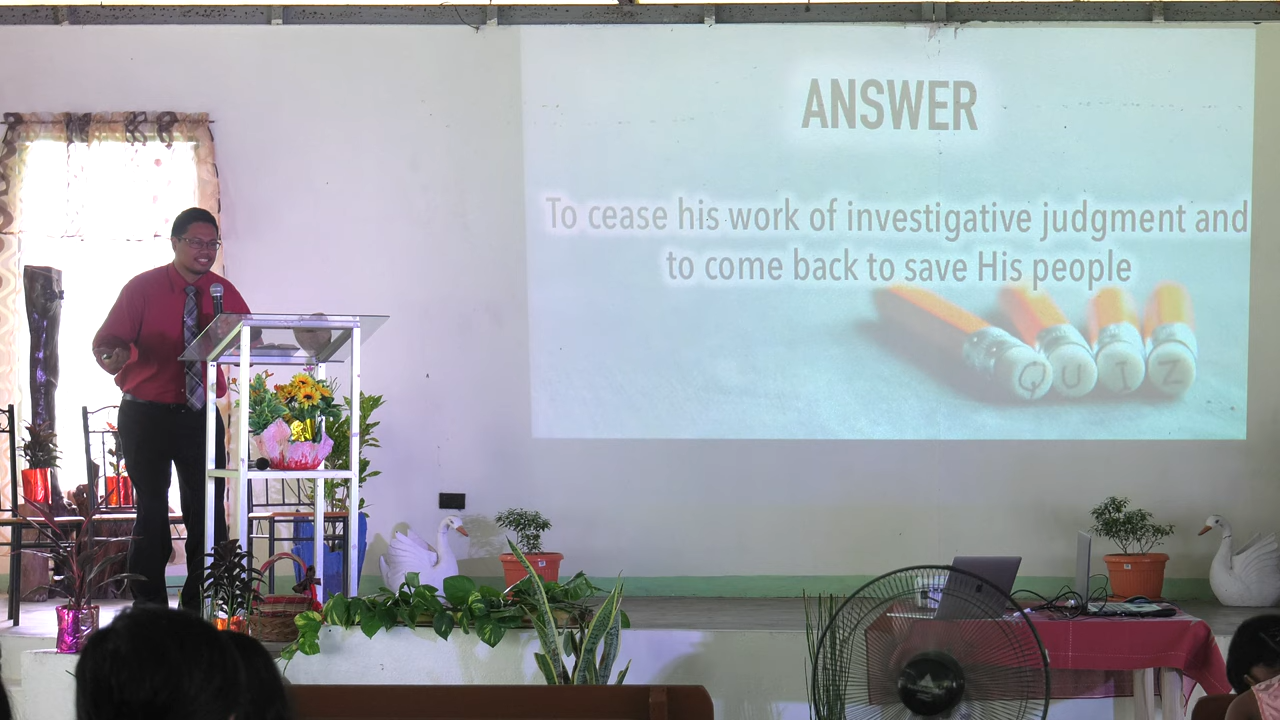 ANSWER
To cease his work of investigative judgment and
to come back to save His people
QUIZ